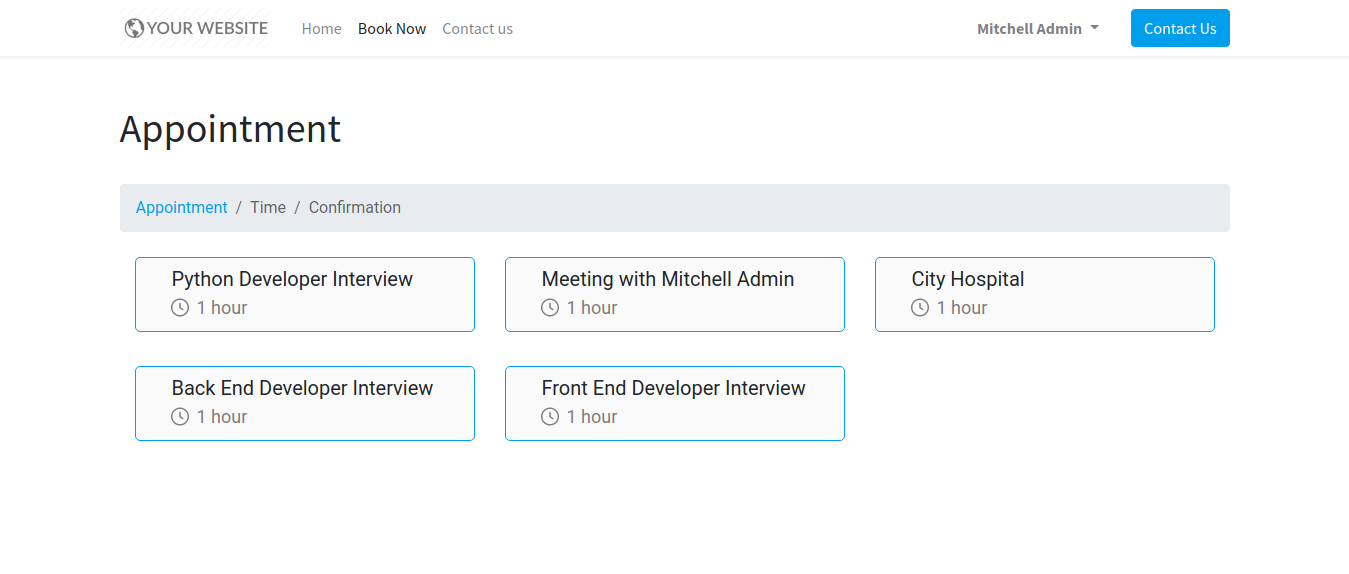 YOUR WEBSITE Home Book Now Contact us Mitchell Admin Contact Us
Appointment
Appointment / Time / Confirmation
Python Developer Interview
1 hour
Meeting with Mitchell Admin
1 hour
City Hospital
1 hour
Back End Developer Interview
1 hour
Front End Developer Interview
1 hour